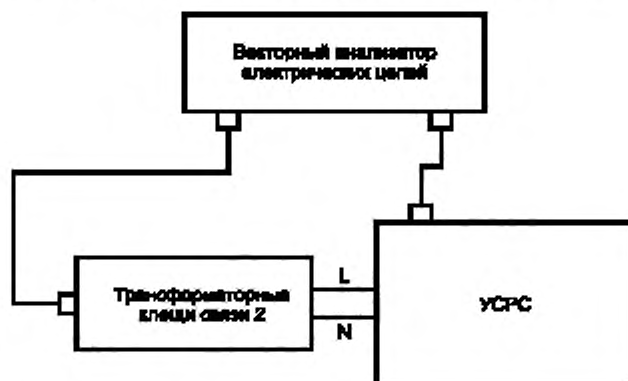 Векторный анализатор
электрических цепей
L
Трансформаторные
клещи связи 2
УСРС
N